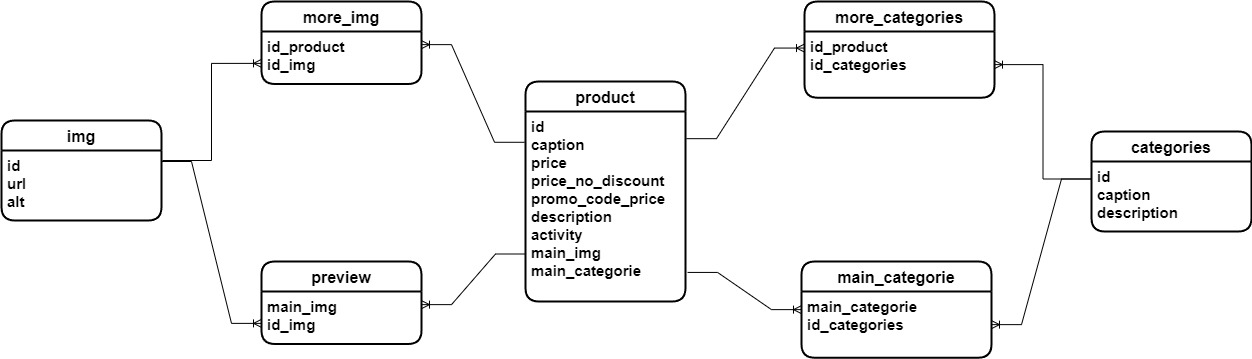 more_img
id_product
id_img
more_categories
id_product
id_categories
product
id
caption
price
price_no_discount
promo_code_price
description
activity
main_img
main_categorie
img
id
url
alt
categories
id
caption
description
preview
main_img
id_img
main_categorie
main_categorie
id_categories